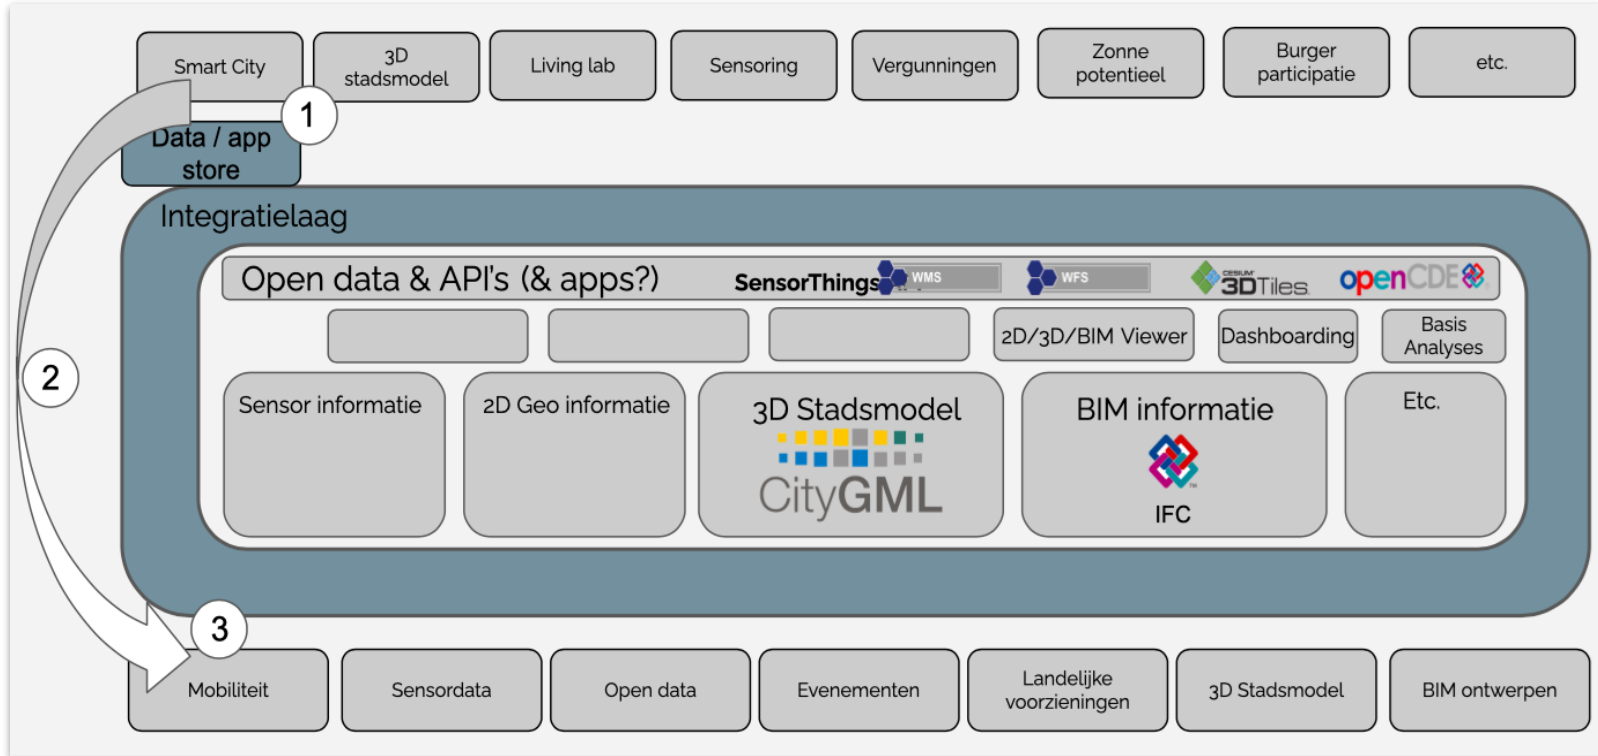 Smart City
3D
stadsmodel
Living lab
Sensoring
Vergunningen
Zonne
potentieel
Burger
participatie
etc.
1
Data / app
store
Integratielaag
Open data & API's (& apps?)
SensorThings
WMS
WFS
CESIUM
3DTiles
openCDE
2D/3D/BIM Viewer
Dashboarding
Basis
Analyses
2
Sensor informatie
2D Geo informatie
3D Stadsmodel
CityGML
BIM informatie
IFC
Etc.
3
Mobiliteit
Sensordata
Open data
Evenementen
Landelijke
voorzieningen
3D Stadsmodel
BIM ontwerpen